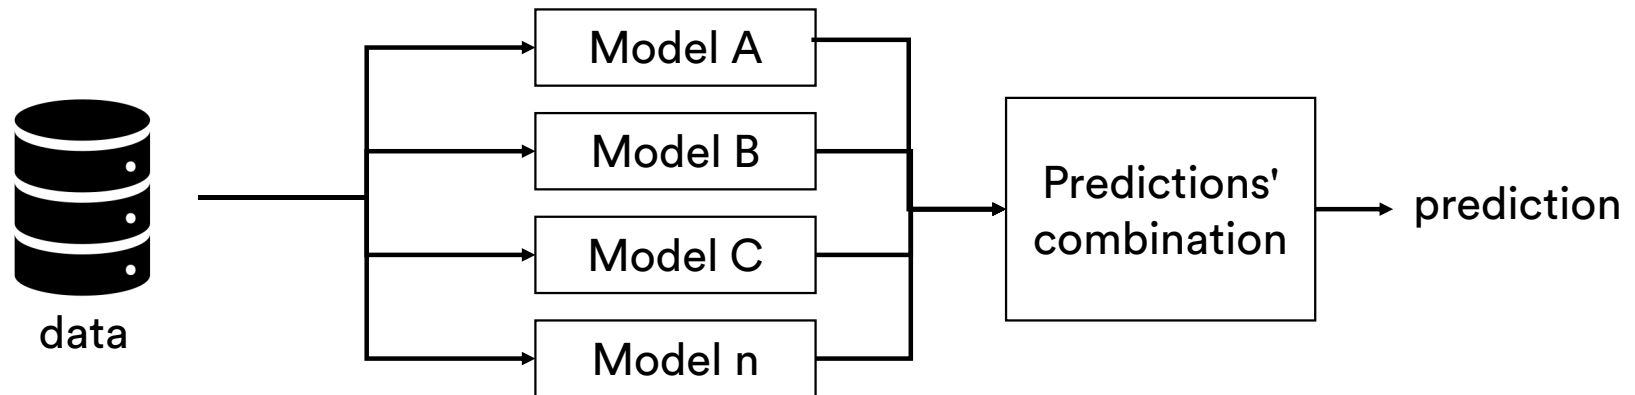 Model A
Model B
Model C
Model n
data
Predictions'
combination
prediction